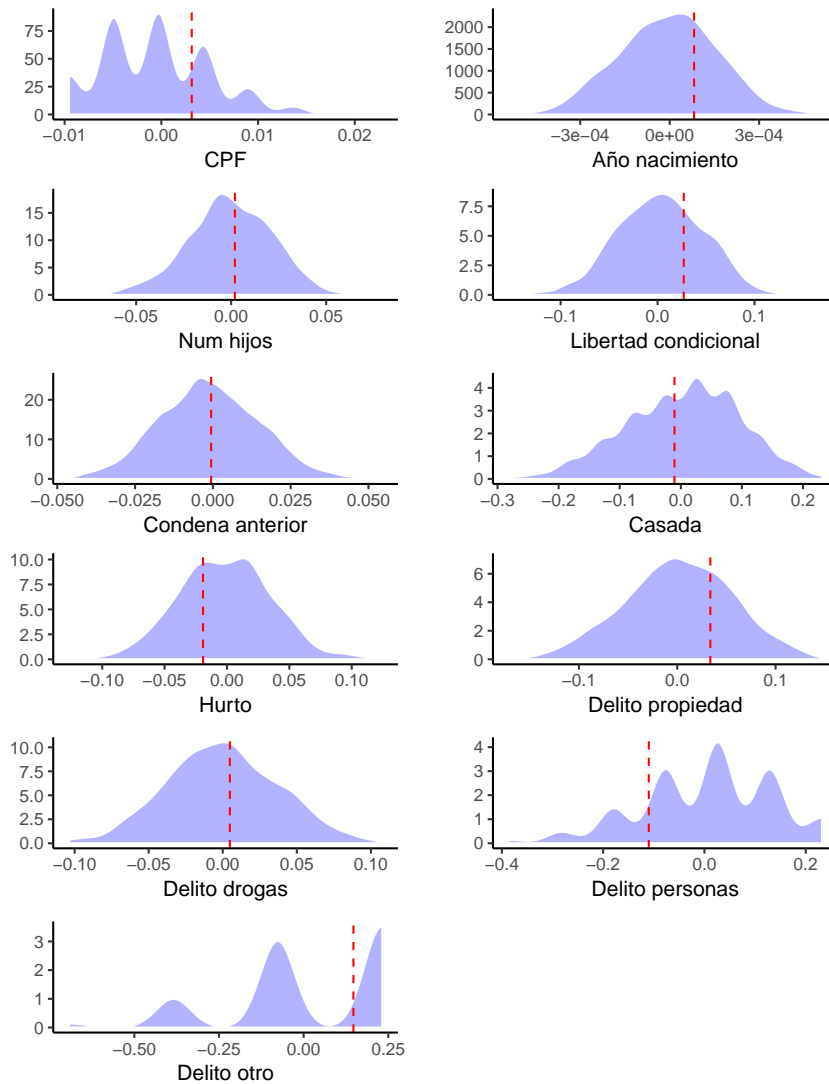 75
50
25
0
−0.01 0.00 0.01 0.02
CPF
2000
1500
1000
500
0
−3e−04 0e+00 3e−04
Año nacimiento
15
10
5
0
−0.05 0.00 0.05
Num hijos
7.5
5.0
2.5
0.0
−0.1 0.0 0.1
Libertad condicional
20
10
0
−0.050 −0.025 0.000 0.025 0.050
Condena anterior
4
3
2
1
0
−0.3 −0.2 −0.1 0.0 0.1 0.2
Casada
10.0
7.5
5.0
2.5
0.0
−0.10 −0.05 0.00 0.05 0.10
Hurto
6
4
2
0
−0.1 0.0 0.1
Delito propiedad
10.0
7.5
5.0
2.5
0.0
−0.10 −0.05 0.00 0.05 0.10
Delito drogas
4
3
2
1
0
−0.4 −0.2 0.0 0.2
Delito personas
3
2
1
0
−0.50 −0.25 0.00 0.25
Delito otro